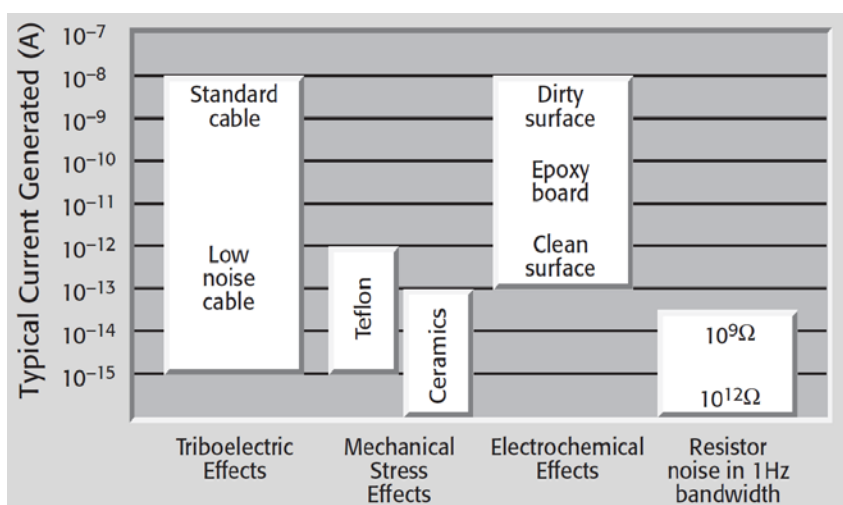 Typical Current Generated (A)
10⁻⁷
10⁻⁸
10⁻⁹
10⁻¹⁰
10⁻¹¹
10⁻¹²
10⁻¹³
10⁻¹⁴
10⁻¹⁵
Standard
cable
Low
noise
cable
Teflon
Ceramics
Dirty
surface
Epoxy
board
Clean
surface
10⁹Ω
10¹²Ω
Triboelectric
Effects
Mechanical
Stress
Effects
Electrochemical
Effects
Resistor
noise in 1Hz
bandwidth